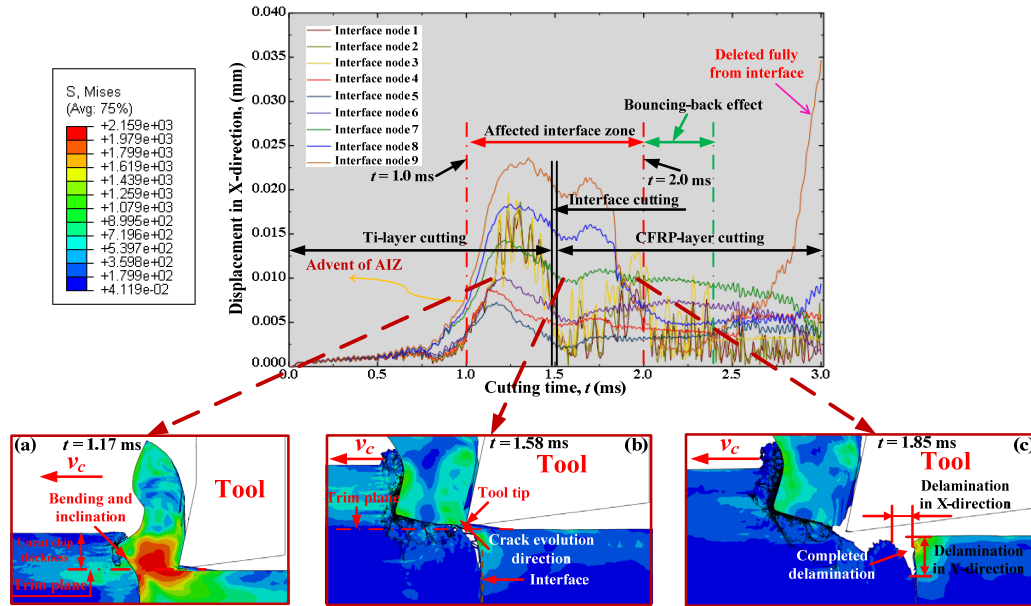 S, Mises
(Avg: 75%)
+2.159e+03
+1.979e+03
+1.799e+03
+1.619e+03
+1.439e+03
+1.259e+03
+1.079e+03
+8.995e+02
+7.196e+02
+5.397e+02
+3.598e+02
+1.799e+02
+4.119e-02
Displacement in X-direction, (mm)
0.040
0.035
0.030
0.025
0.020
0.015
0.010
0.005
0.000
Interface node 1
Interface node 2
Interface node 3
Interface node 4
Interface node 5
Interface node 6
Interface node 7
Interface node 8
Interface node 9
Deleted fully
from interface
Bouncing-back effect
Affected interface zone
t = 1.0 ms
t = 2.0 ms
Interface cutting
Ti-layer cutting
CFRP-layer cutting
Advent of AIZ
0.0
0.5
1.0
1.5
2.0
2.5
3.0
Cutting time, t (ms)
(a)
t = 1.17 ms
vc
Tool
Bending and
inclination
Uncut chip
thickness
Trim plane
(b)
t = 1.58 ms
vc
Tool
Trim plane
Tool tip
Crack evolution
direction
Interface
(c)
t = 1.85 ms
vc
Tool
Delamination
in X-direction
Completed
delamination
Delamination
in Y-direction